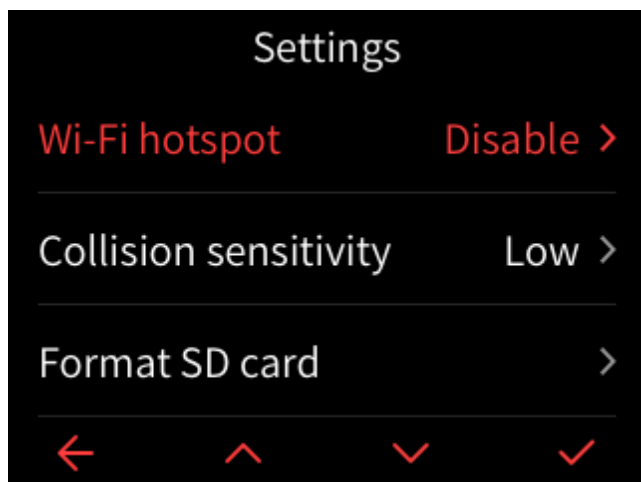 Settings
Wi-Fi hotspot Disable
Collision sensitivity Low
Format SD card